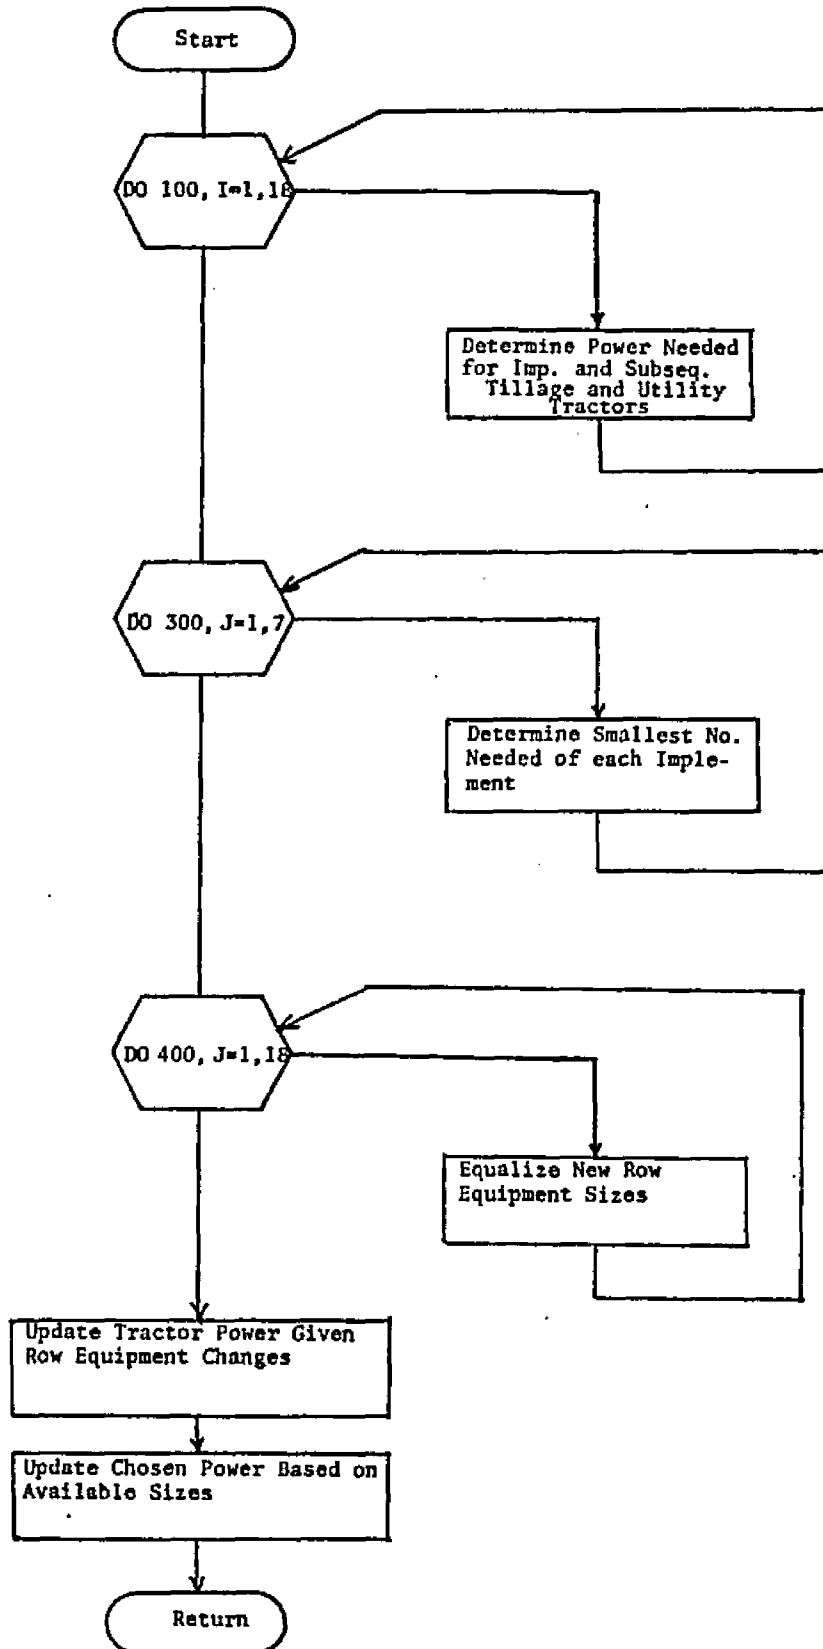 Start
DO 100, I=1,18
Determine Power Needed
for Imp. and Subseq.
Tillage and Utility
Tractors
DO 300, J=1,7
Determine Smallest No.
Needed of each Imple-
ment
DO 400, J=1,18
Equalize New Row
Equipment Sizes
Update Tractor Power Given
Row Equipment Changes
Update Chosen Power Based on
Available Sizes
Return